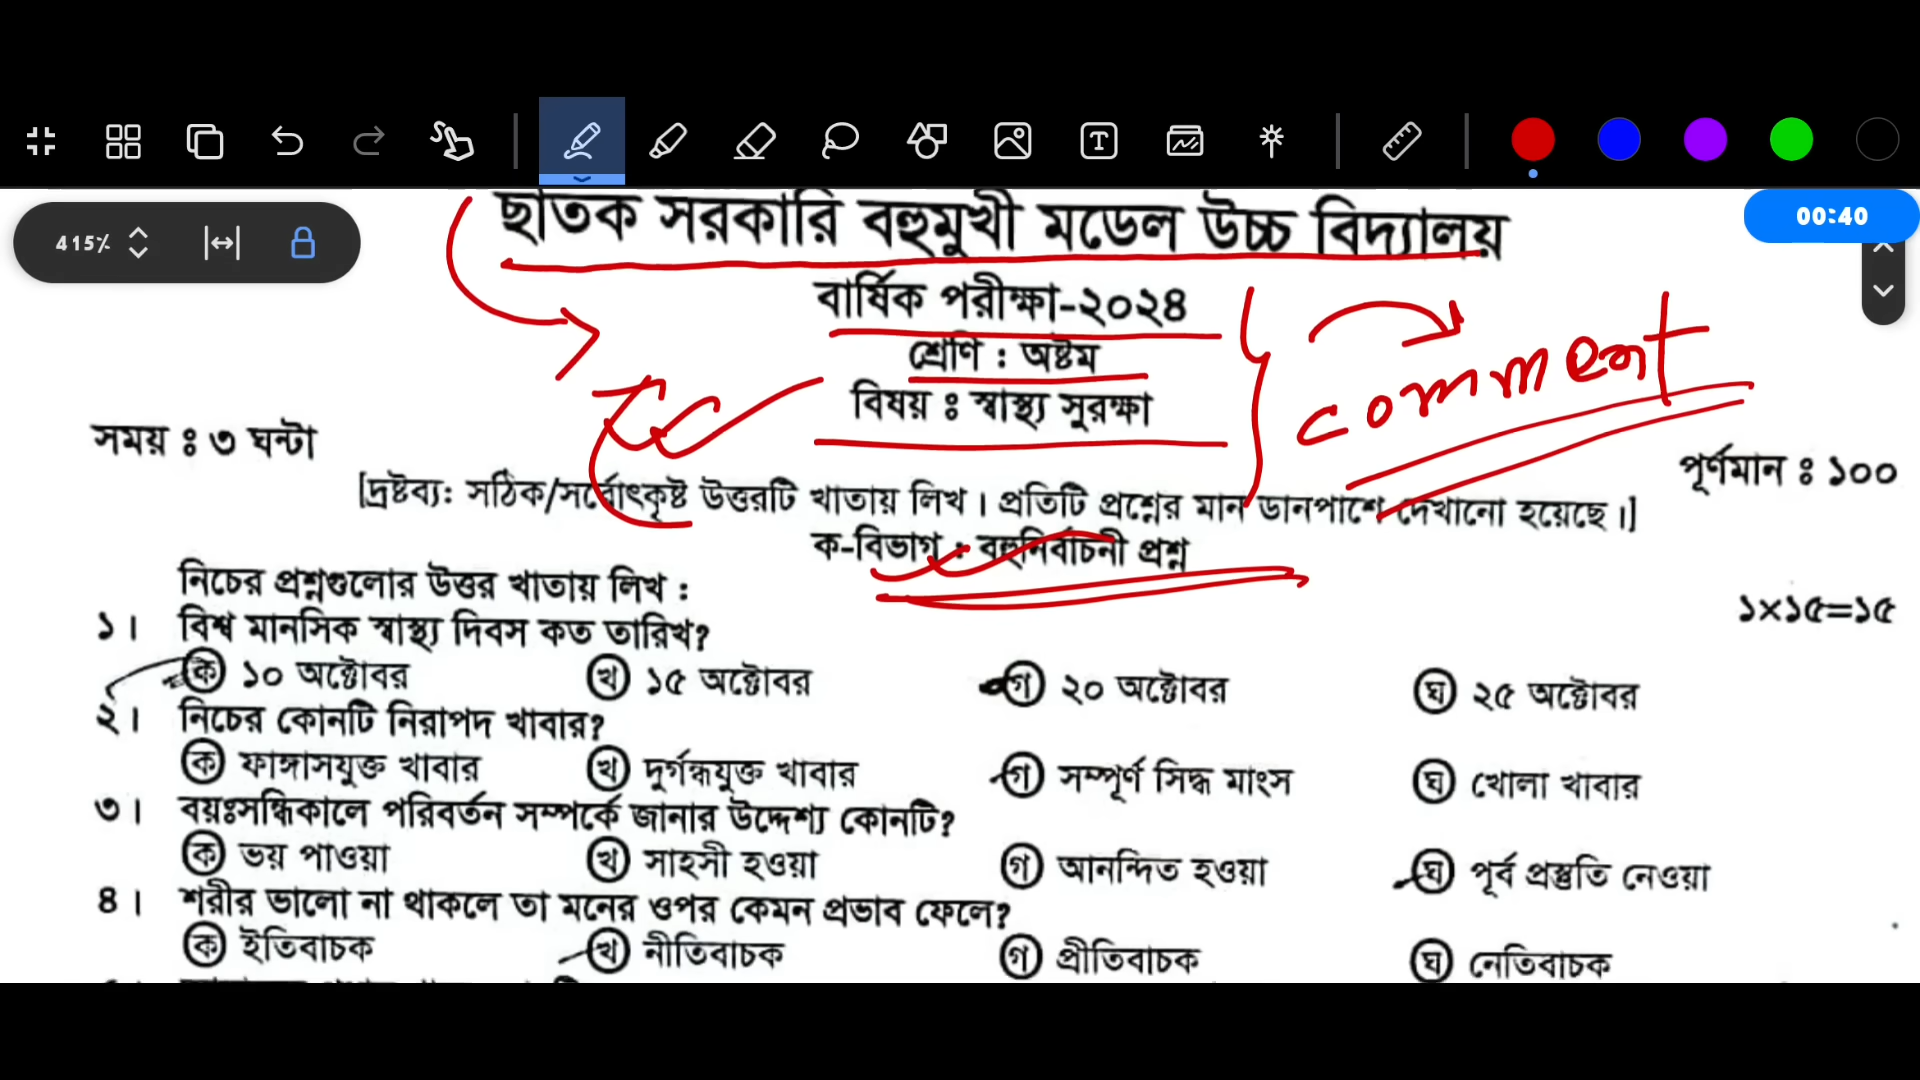 00:40
415%
ছাতক সরকারি বহুমুখী মডেল উচ্চ বিদ্যালয়
বার্ষিক পরীক্ষা-২০২৪
শ্রেণি : অষ্টম
বিষয় ঃ স্বাস্থ্য সুরক্ষা
comment
সময় ঃ ৩ ঘন্টা
পূর্ণমান ঃ ১০০
[দ্রষ্টব্য: সঠিক/সর্বোৎকৃষ্ট উত্তরটি খাতায় লিখ। প্রতিটি প্রশ্নের মান ডানপাশে দেখানো হয়েছে।]
ক-বিভাগ : বহুনির্বাচনী প্রশ্ন
নিচের প্রশ্নগুলোর উত্তর খাতায় লিখ :
১×১৫=১৫
১। বিশ্ব মানসিক স্বাস্থ্য দিবস কত তারিখ?
ক ১০ অক্টোবর খ ১৫ অক্টোবর গ ২০ অক্টোবর ঘ ২৫ অক্টোবর
২। নিচের কোনটি নিরাপদ খাবার?
ক ফাঙ্গাসযুক্ত খাবার খ দুর্গন্ধযুক্ত খাবার গ সম্পূর্ণ সিদ্ধ মাংস ঘ খোলা খাবার
৩। বয়ঃসন্ধিকালে পরিবর্তন সম্পর্কে জানার উদ্দেশ্য কোনটি?
ক ভয় পাওয়া খ সাহসী হওয়া গ আনন্দিত হওয়া ঘ পূর্ব প্রস্তুতি নেওয়া
৪। শরীর ভালো না থাকলে তা মনের ওপর কেমন প্রভাব ফেলে?
ক ইতিবাচক খ নীতিবাচক গ প্রীতিবাচক ঘ নেতিবাচক